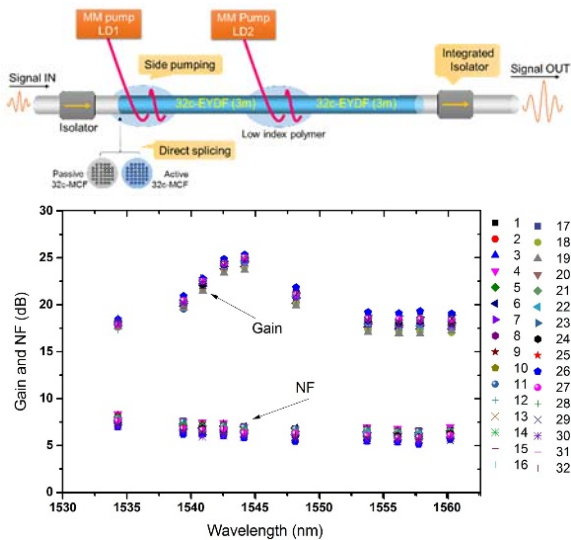 MM pump
LD1
MM Pump
LD2
Integrated
Isolator
Side pumping
Signal IN
Signal OUT
32c-EYDF (3m)
32c-EYDF (3m)
Isolator
Low index polymer
Direct splicing
Passive
32c-MCF
Active
32c-MCF
30
25
20
15
10
5
0
Gain and NF (dB)
Gain
NF
1530
1535
1540
1545
1550
1555
1560
Wavelength (nm)
1
2
3
4
5
6
7
8
9
10
11
12
13
14
15
16
17
18
19
20
21
22
23
24
25
26
27
28
29
30
31
32